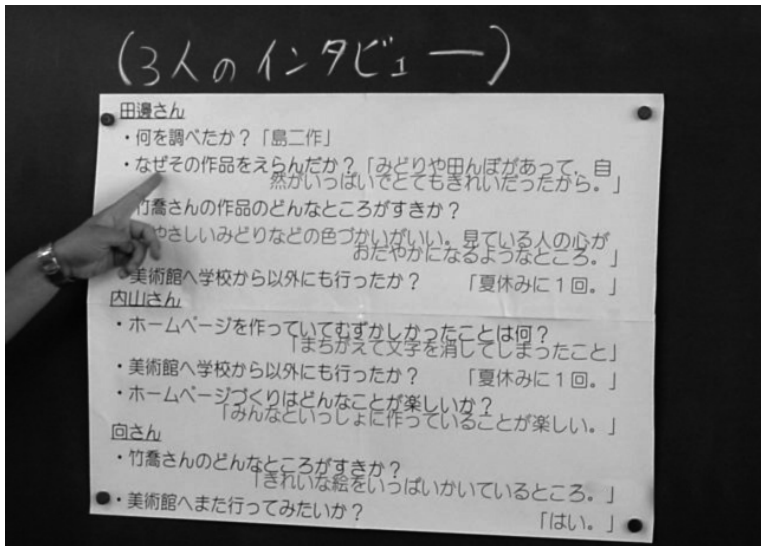 (3人のインタビュー)
田邊さん
・何を調べたか？「島二作」
・なぜその作品をえらんだか？「みどりや田んぼがあって、自
然がいっぱいでとてもきれいだったから。」
竹喬さんの作品のどんなところがすきか？
やさしいみどりなどの色づかいがいい。見ている人の心が
おだやかになるようなところ。」
・美術館へ学校から以外にも行ったか？ 「夏休みに１回。」
内山さん
・ホームページを作っていてむずかしかったことは何？
「まちがえて文字を消してしまったこと」
・美術館へ学校から以外にも行ったか？ 「夏休みに１回。」
・ホームページづくりはどんなことが楽しいか？
「みんなといっしょに作っていることが楽しい。」
向さん
・竹喬さんのどんなところがすきか？
「きれいな絵をいっぱいかいているところ。」
・美術館へまた行ってみたいか？ 「はい。」